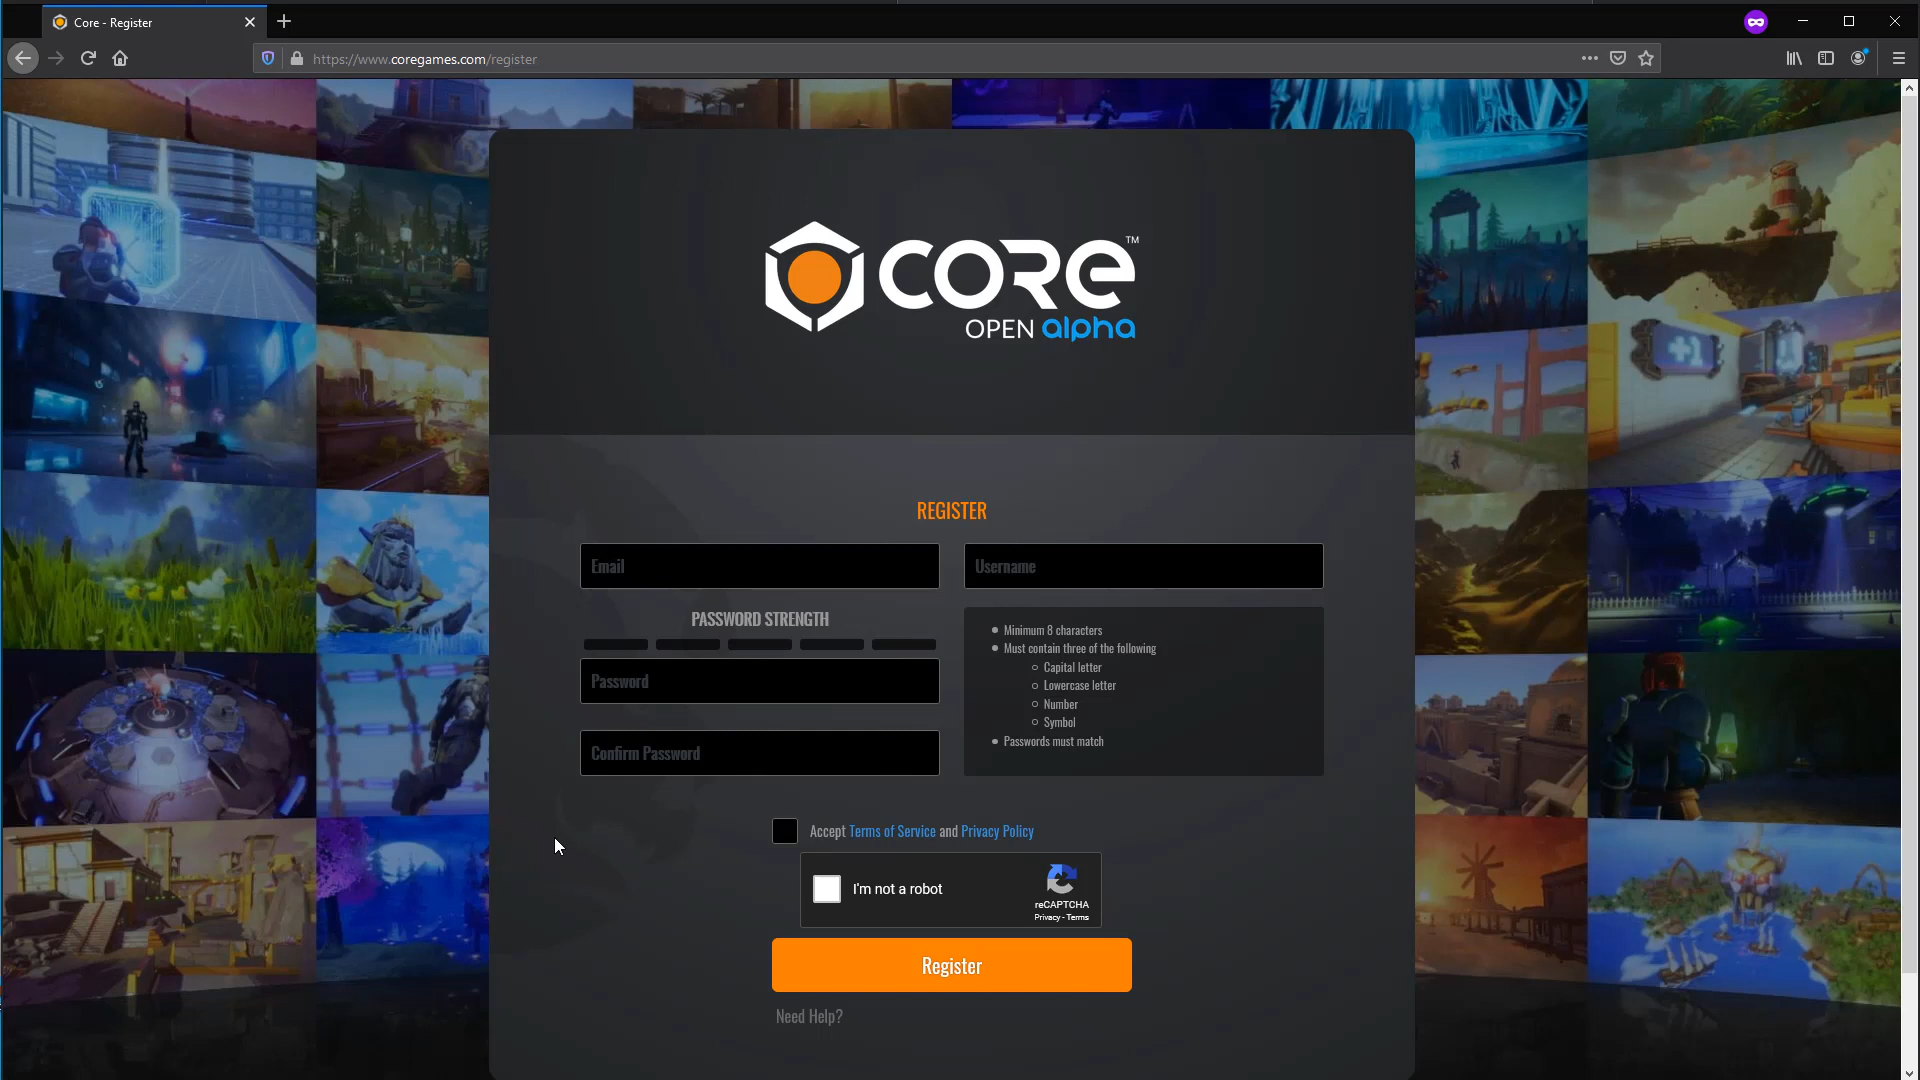 Core - Register
https://www.coregames.com/register
CORE™
OPEN alpha
REGISTER
Email
Username
PASSWORD STRENGTH
Password
Confirm Password
Minimum 8 characters
Must contain three of the following
Capital letter
Lowercase letter
Number
Symbol
Passwords must match
Accept Terms of Service and Privacy Policy
I'm not a robot
reCAPTCHA
Privacy - Terms
Register
Need Help?
+1